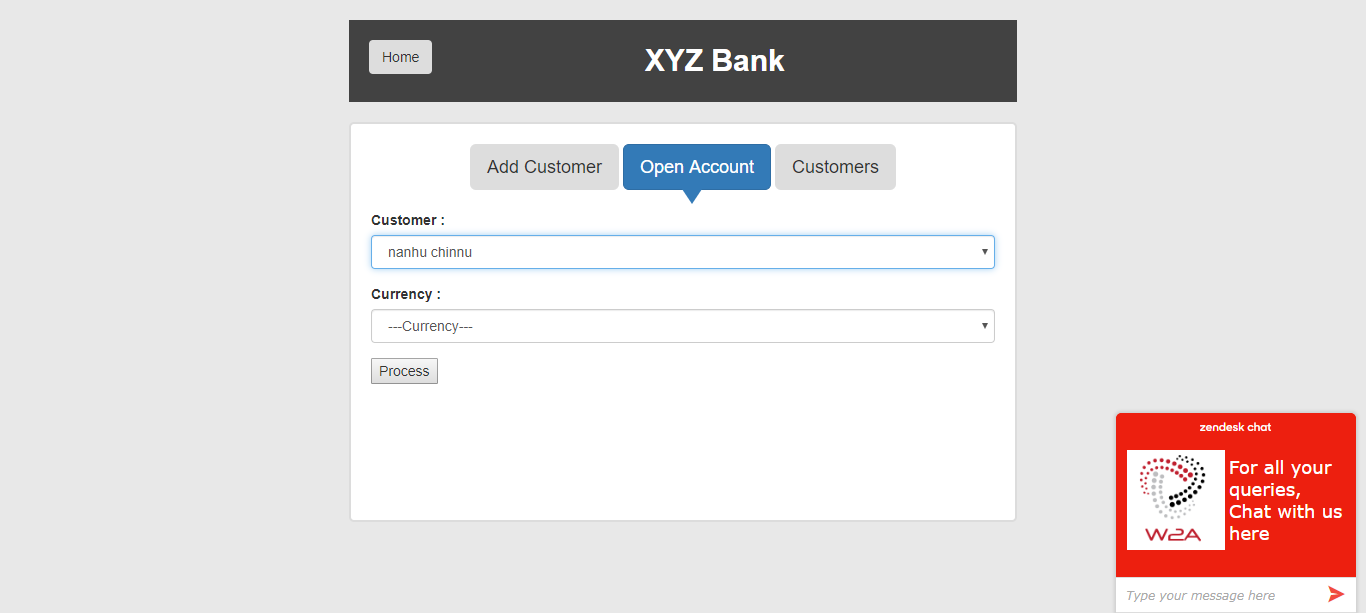 Home
XYZ Bank
Add Customer
Open Account
Customers
Customer :
nanhu chinnu
Currency :
---Currency---
Process
zendesk chat
For all your
queries,
Chat with us
here
W2A
Type your message here